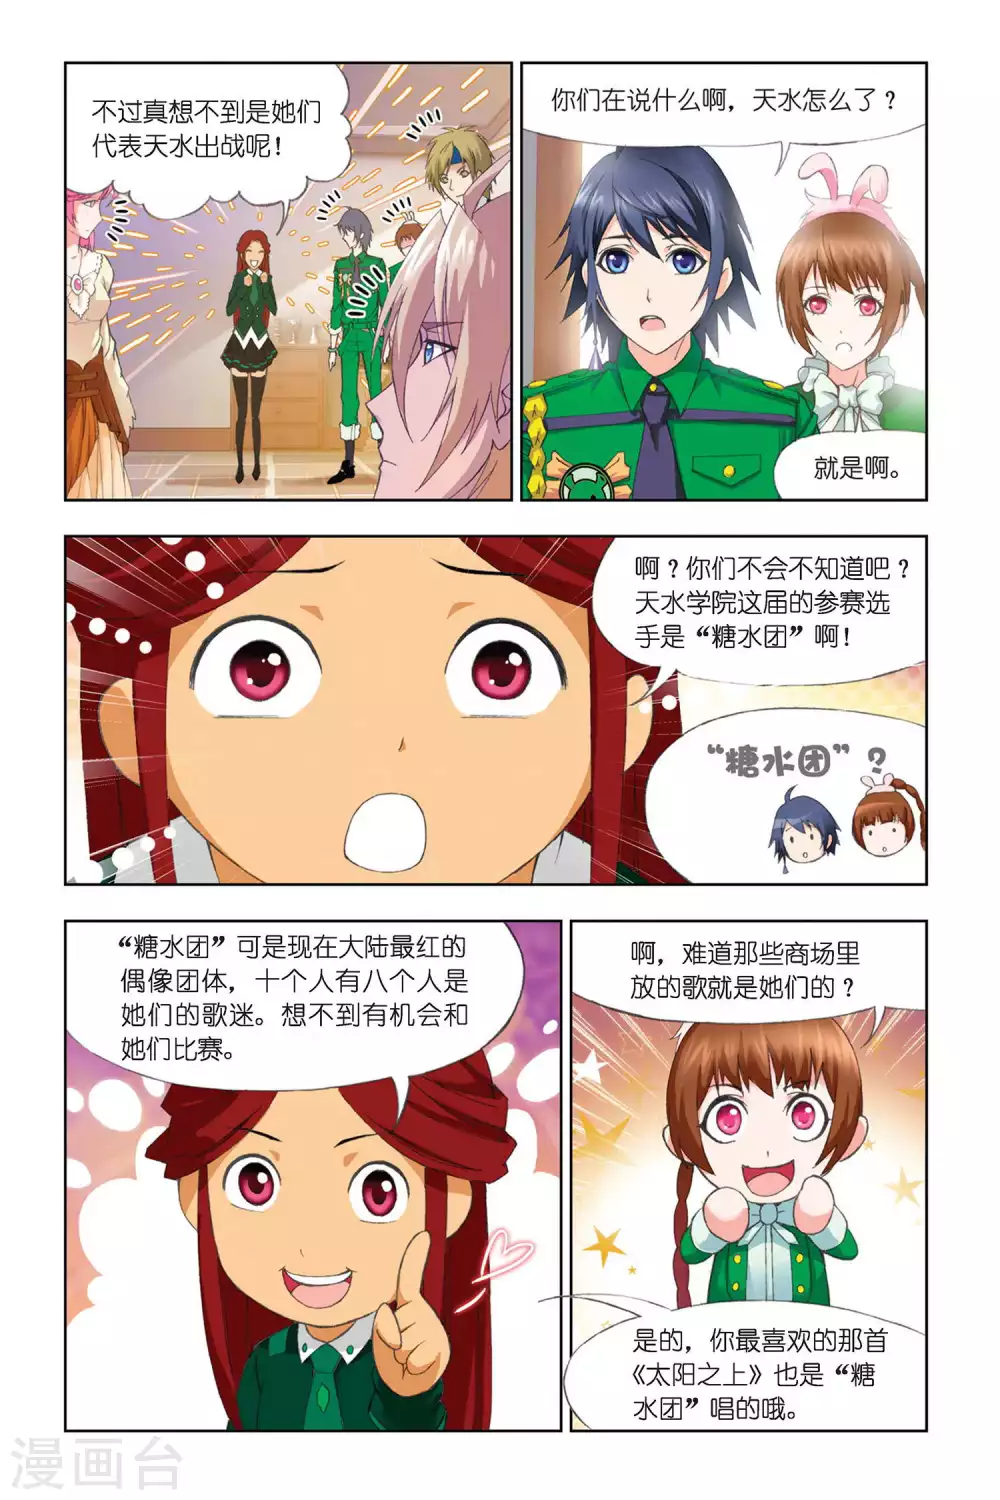 不过真想不到是她们
代表天水出战呢！
你们在说什么啊，天水怎么了？
就是啊。
啊？你们不会不知道吧？
天水学院这届的参赛选
手是“糖水团”啊！
“糖水团”？
“糖水团”可是现在大陆最红的
偶像团体，十个人有八个人是
她们的歌迷。想不到有机会和
她们比赛。
啊，难道那些商场里
放的歌就是她们的？
是的，你最喜欢的那首
《太阳之上》也是“糖
水团”唱的哦。
漫画台